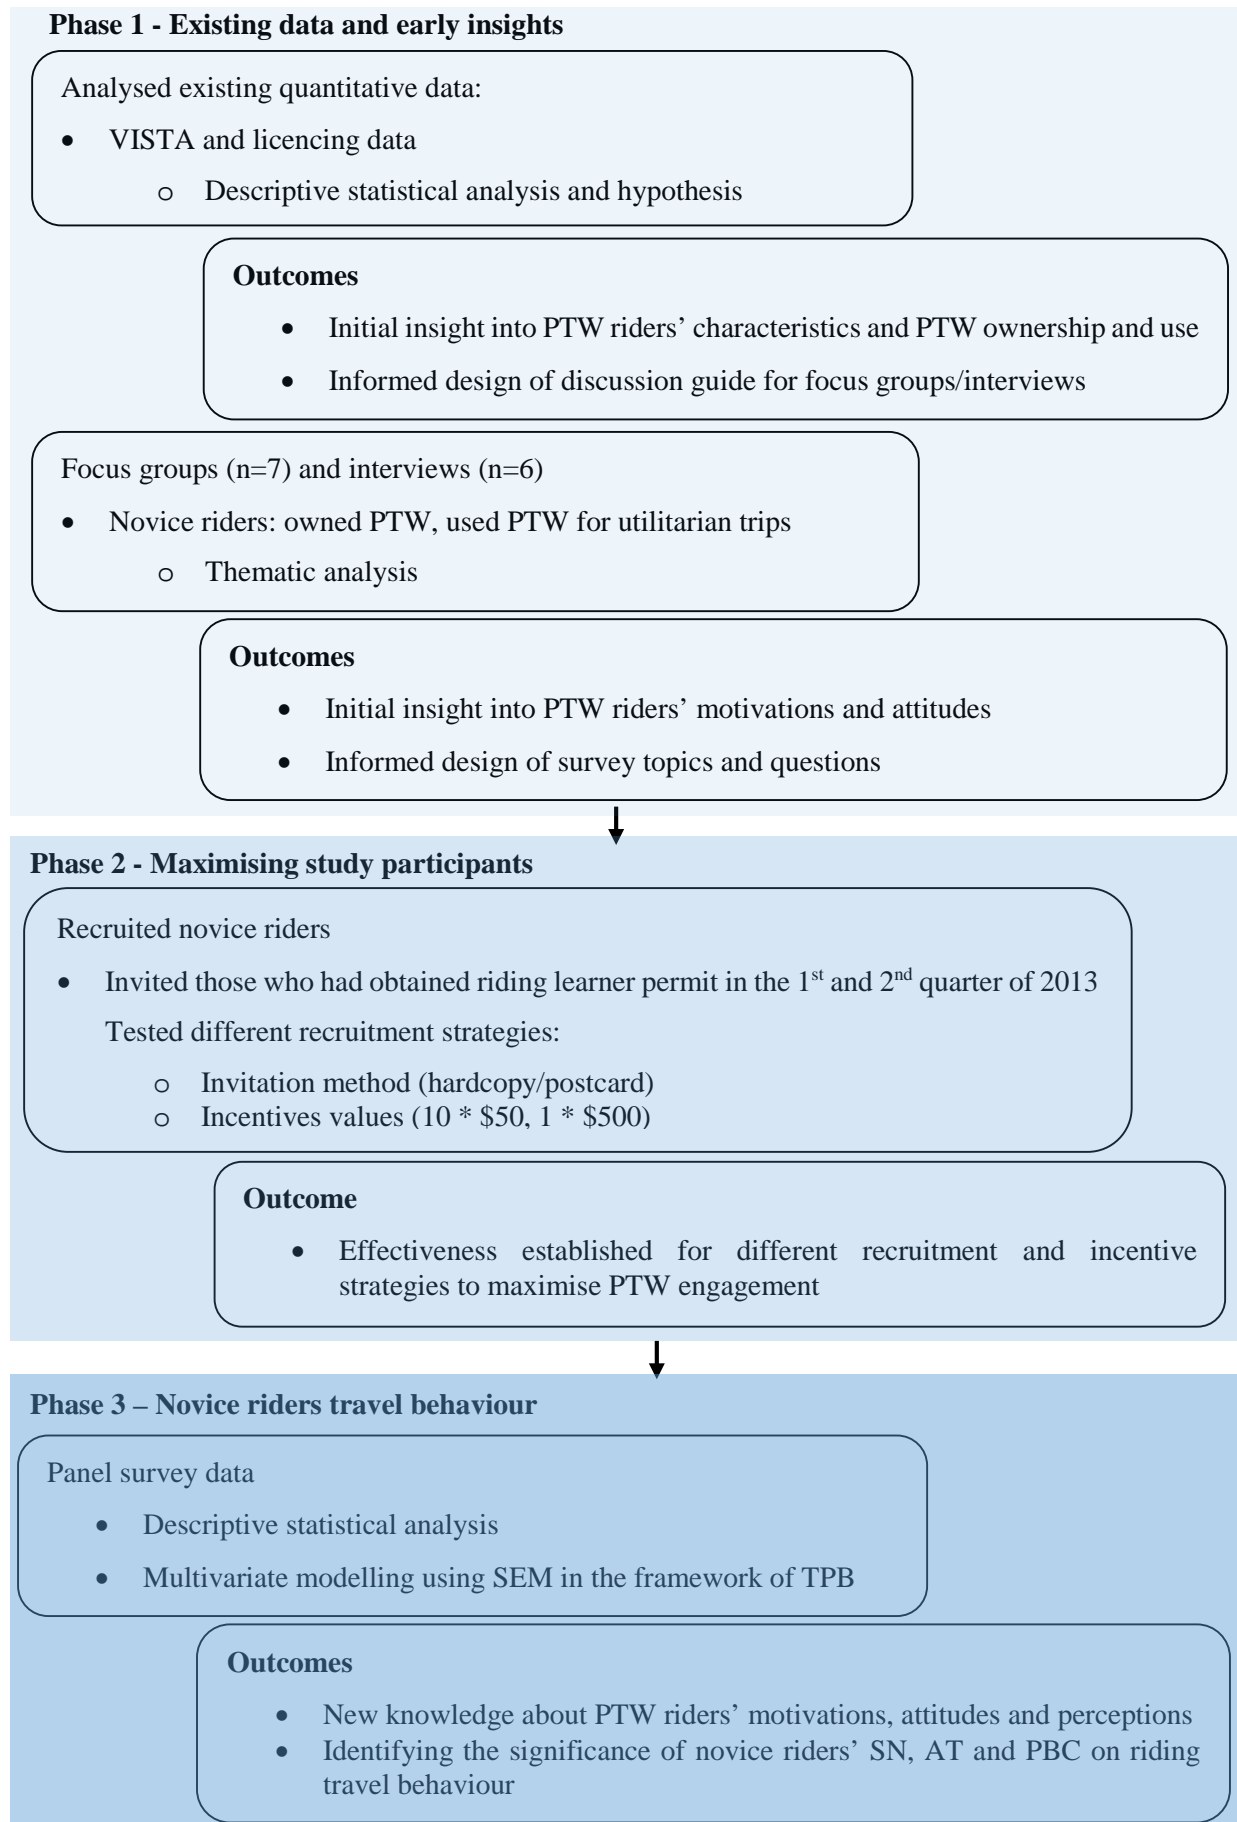 Phase 1 - Existing data and early insights
Analysed existing quantitative data:
• VISTA and licencing data
o Descriptive statistical analysis and hypothesis
Outcomes
• Initial insight into PTW riders’ characteristics and PTW ownership and use
• Informed design of discussion guide for focus groups/interviews
Focus groups (n=7) and interviews (n=6)
• Novice riders: owned PTW, used PTW for utilitarian trips
o Thematic analysis
Outcomes
• Initial insight into PTW riders’ motivations and attitudes
• Informed design of survey topics and questions
Phase 2 - Maximising study participants
Recruited novice riders
• Invited those who had obtained riding learner permit in the 1st and 2nd quarter of 2013
Tested different recruitment strategies:
o Invitation method (hardcopy/postcard)
o Incentives values (10 * $50, 1 * $500)
Outcome
• Effectiveness established for different recruitment and incentive
strategies to maximise PTW engagement
Phase 3 – Novice riders travel behaviour
Panel survey data
• Descriptive statistical analysis
• Multivariate modelling using SEM in the framework of TPB
Outcomes
• New knowledge about PTW riders’ motivations, attitudes and perceptions
• Identifying the significance of novice riders’ SN, AT and PBC on riding
travel behaviour